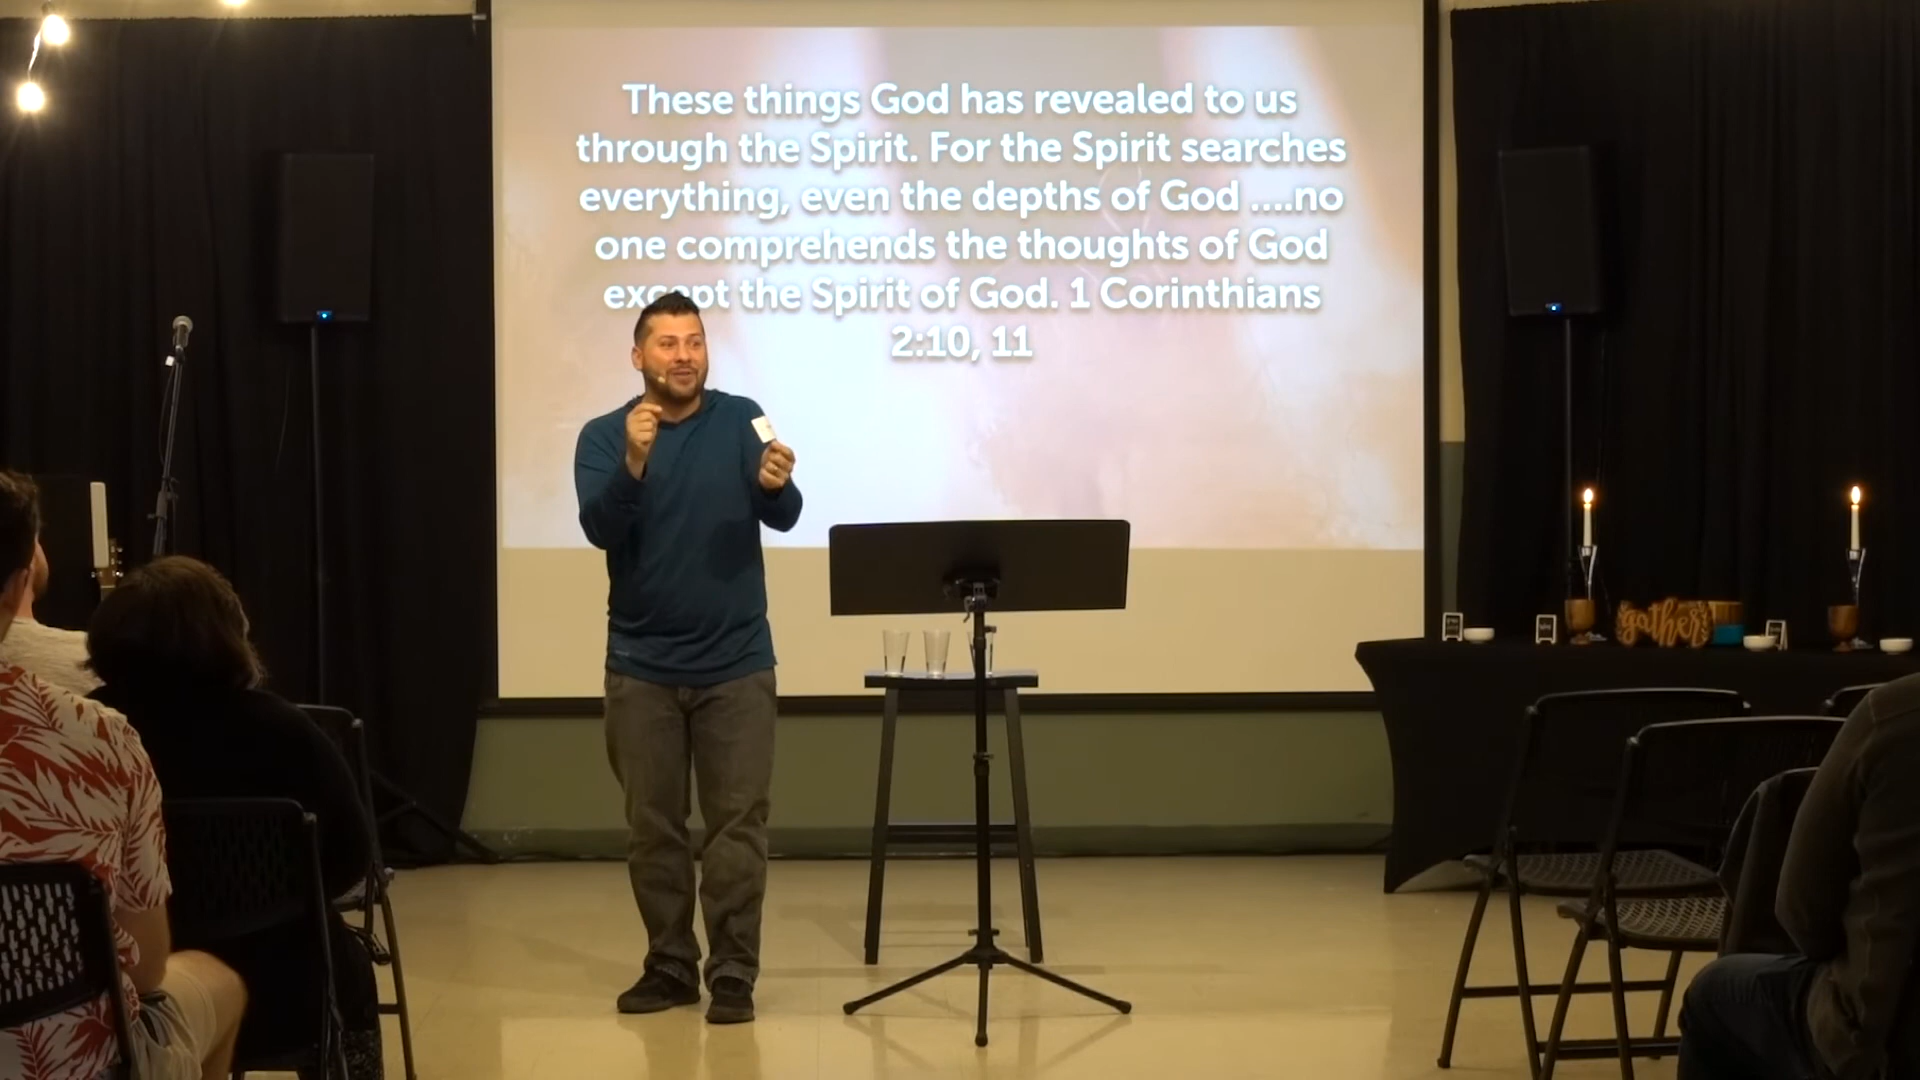 These things God has revealed to us
through the Spirit. For the Spirit searches
everything, even the depths of God ....no
one comprehends the thoughts of God
except the Spirit of God. 1 Corinthians
2:10, 11
gather